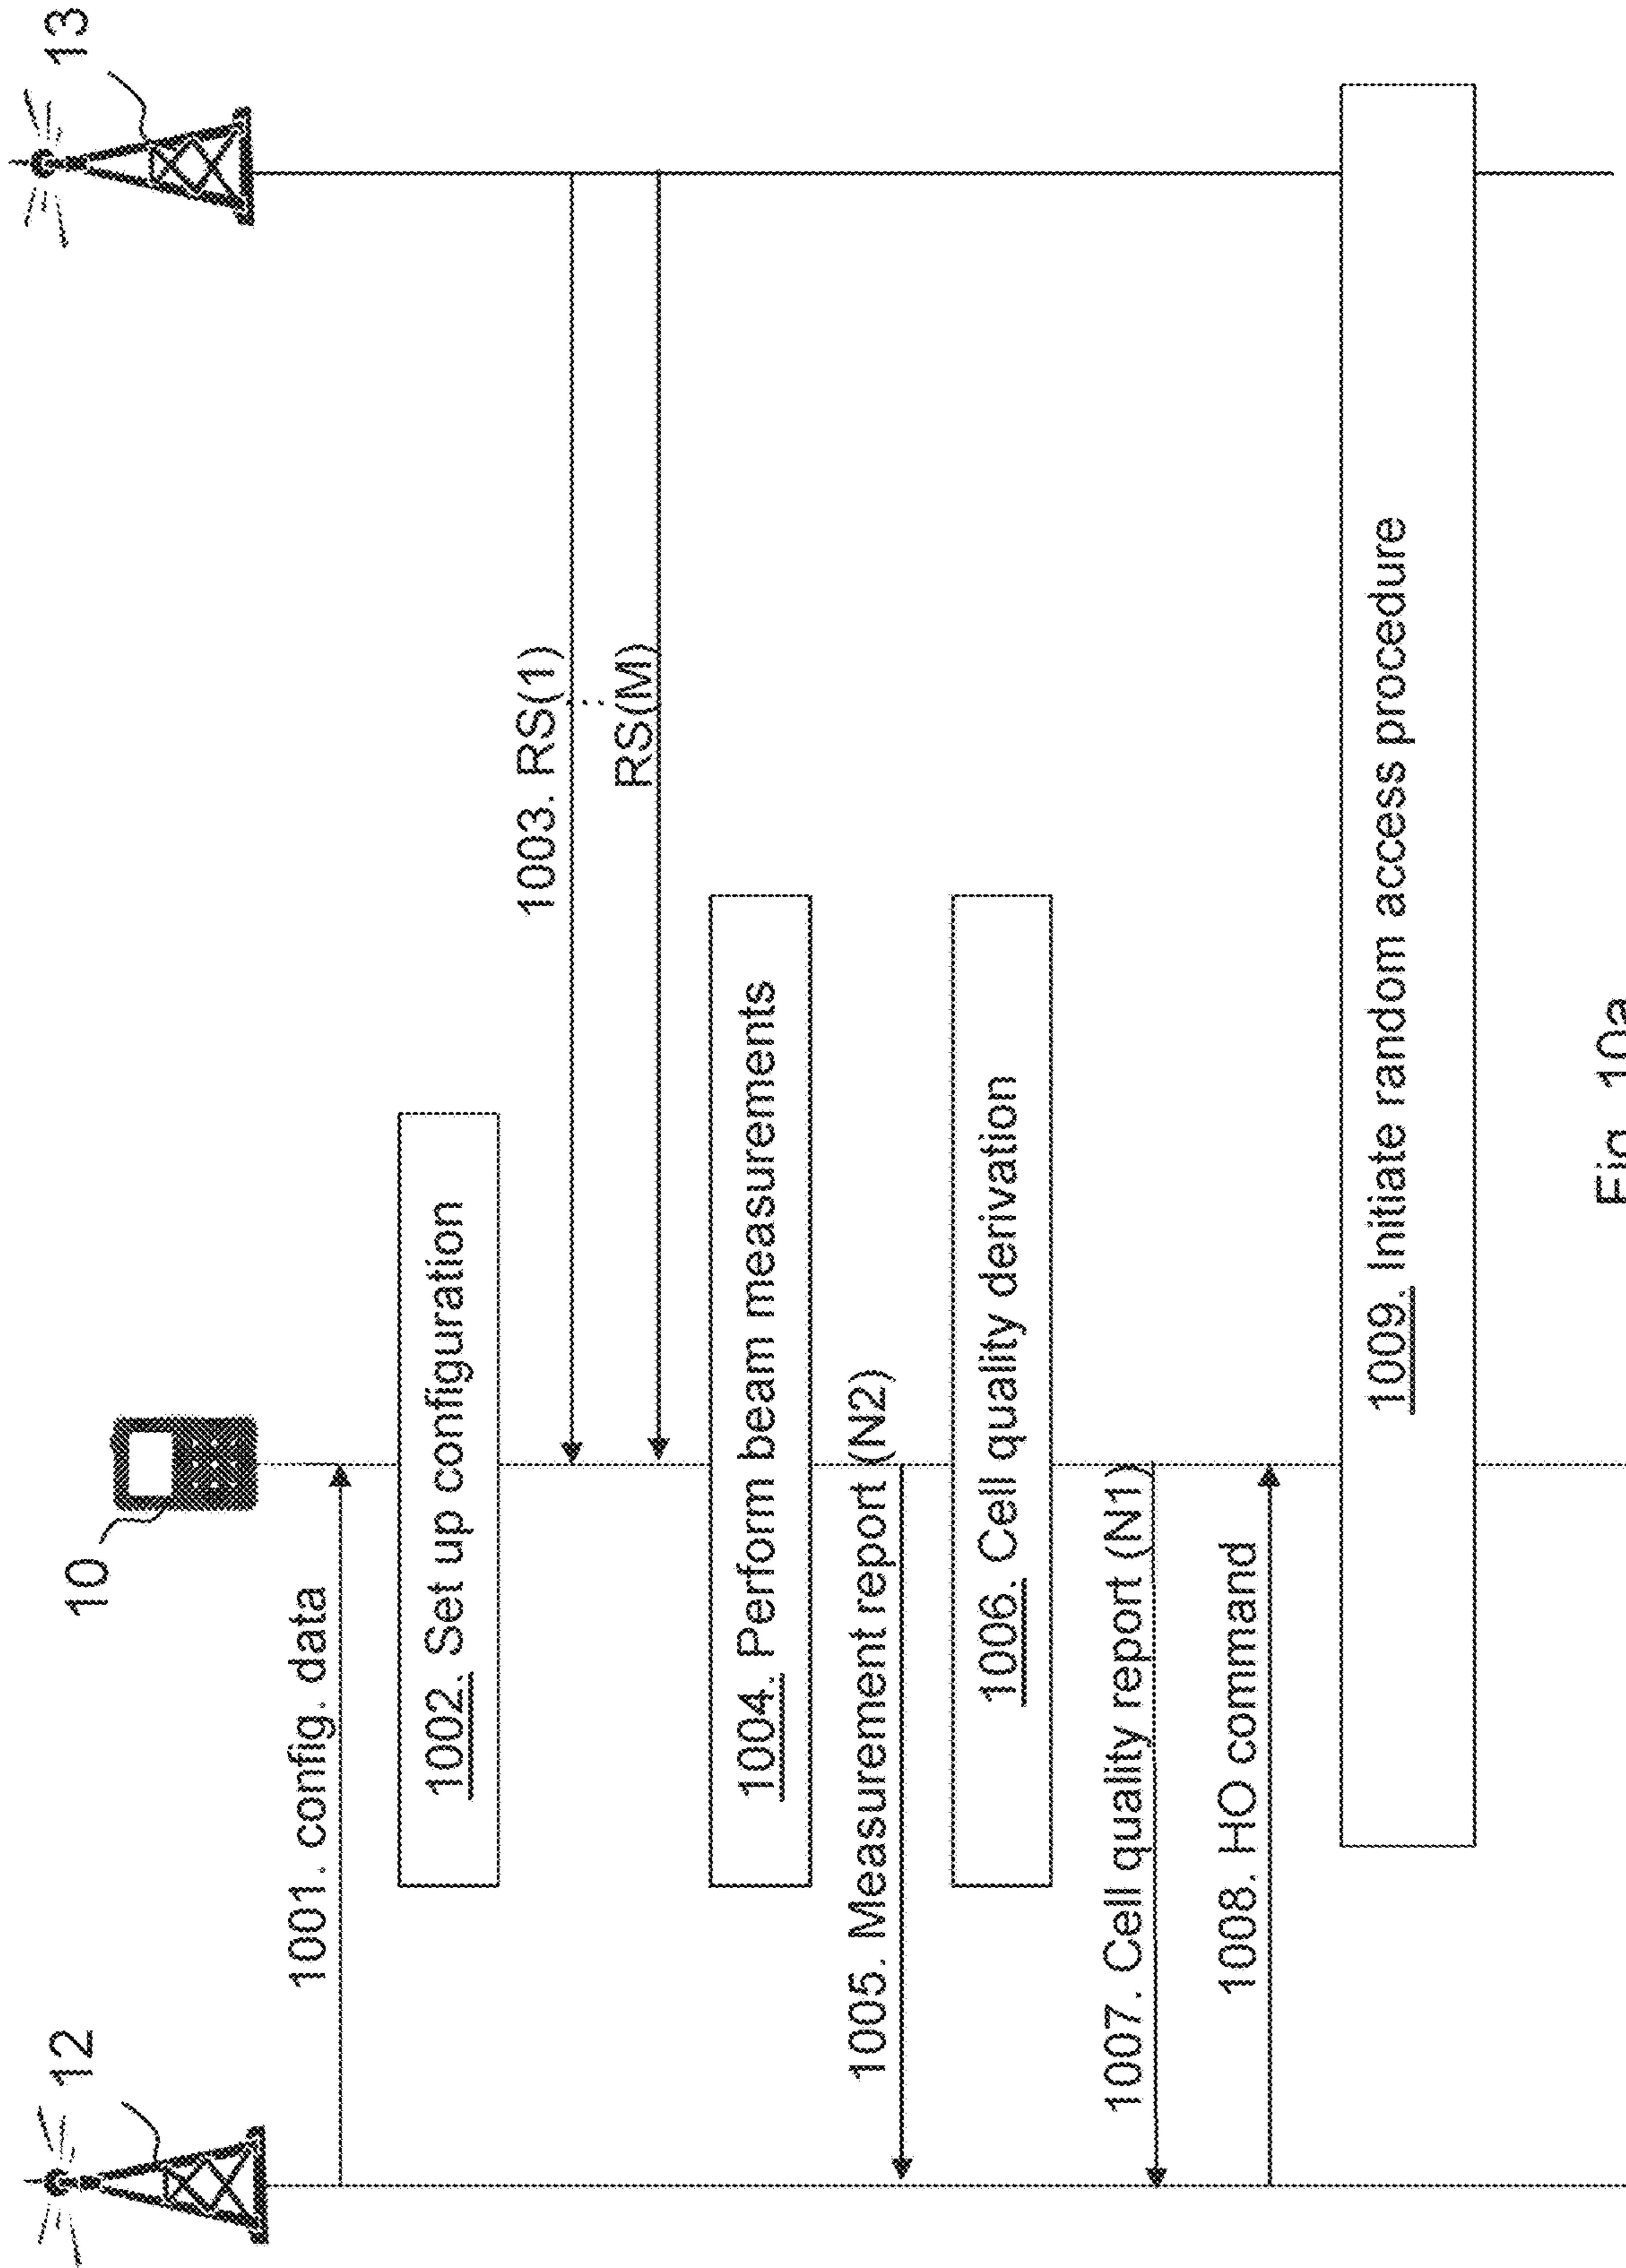 12
10
13
1001. config. data
1002. Set up configuration
1003. RS(1)
RS(M)
1004. Perform beam measurements
1005. Measurement report (N2)
1006. Cell quality derivation
1007. Cell quality report (N1)
1008. HO command
1009. Initiate random access procedure
Fig. 10a